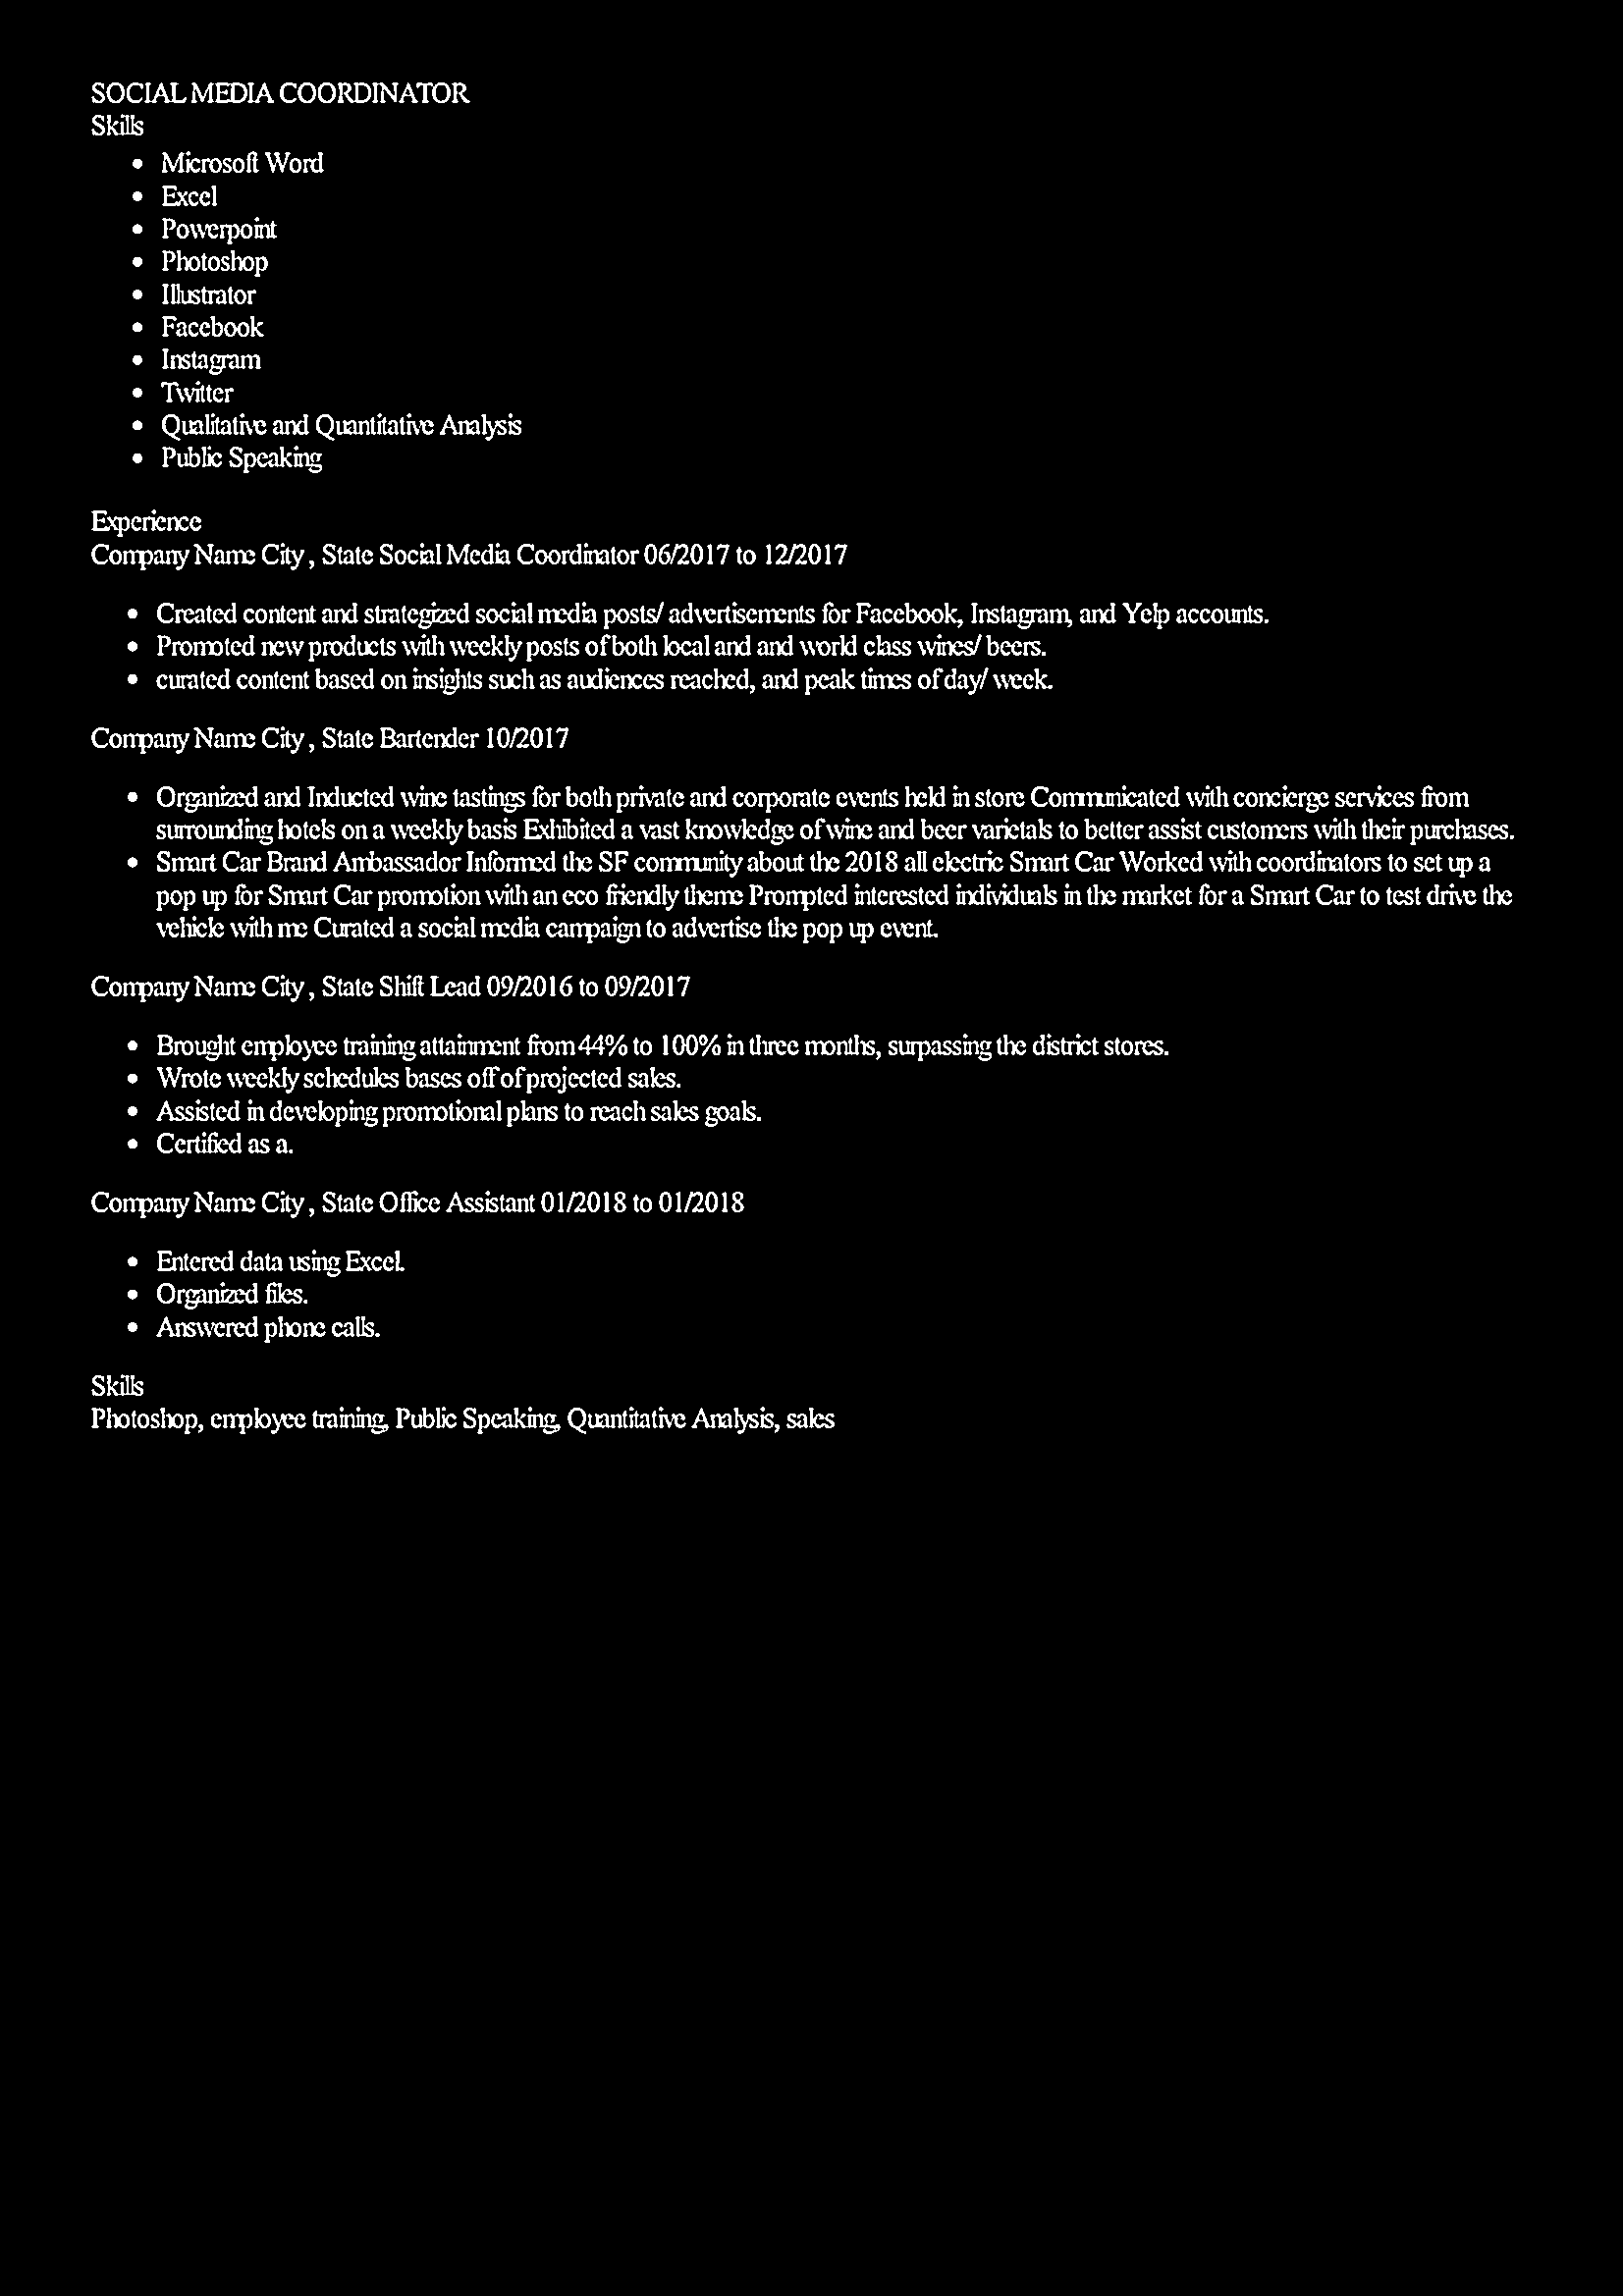 SOCIAL MEDIA COORDINATOR
Skills
• Microsoft Word
• Excel
• Powerpoint
• Photoshop
• Illustrator
• Facebook
• Instagram
• Twitter
• Qualitative and Quantitative Analysis
• Public Speaking
Experience
Company Name City , State Social Media Coordinator 06/2017 to 12/2017
• Created content and strategized social media posts/ advertisements for Facebook, Instagram, and Yelp accounts.
• Promoted new products with weekly posts of both local and and world class wines/ beers.
• curated content based on insights such as audiences reached, and peak times of day/ week.
Company Name City , State Bartender 10/2017
• Organized and Inducted wine tastings for both private and corporate events held in store Communicated with concierge services from
surrounding hotels on a weekly basis Exhibited a vast knowledge of wine and beer varietals to better assist customers with their purchases.
• Smart Car Brand Ambassador Informed the SF community about the 2018 all electric Smart Car Worked with coordinators to set up a
pop up for Smart Car promotion with an eco friendly theme Prompted interested individuals in the market for a Smart Car to test drive the
vehicle with me Curated a social media campaign to advertise the pop up event.
Company Name City , State Shift Lead 09/2016 to 09/2017
• Brought employee training attainment from 44% to 100% in three months, surpassing the district stores.
• Wrote weekly schedules bases off of projected sales.
• Assisted in developing promotional plans to reach sales goals.
• Certified as a.
Company Name City , State Office Assistant 01/2018 to 01/2018
• Entered data using Excel.
• Organized files.
• Answered phone calls.
Skills
Photoshop, employee training, Public Speaking, Quantitative Analysis, sales